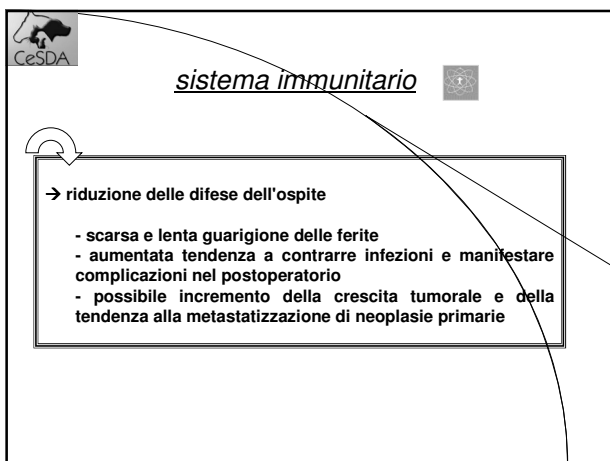 CeSDA
sistema immunitario
→ riduzione delle difese dell'ospite
- scarsa e lenta guarigione delle ferite
- aumentata tendenza a contrarre infezioni e manifestare
complicazioni nel postoperatorio
- possibile incremento della crescita tumorale e della
tendenza alla metastatizzazione di neoplasie primarie